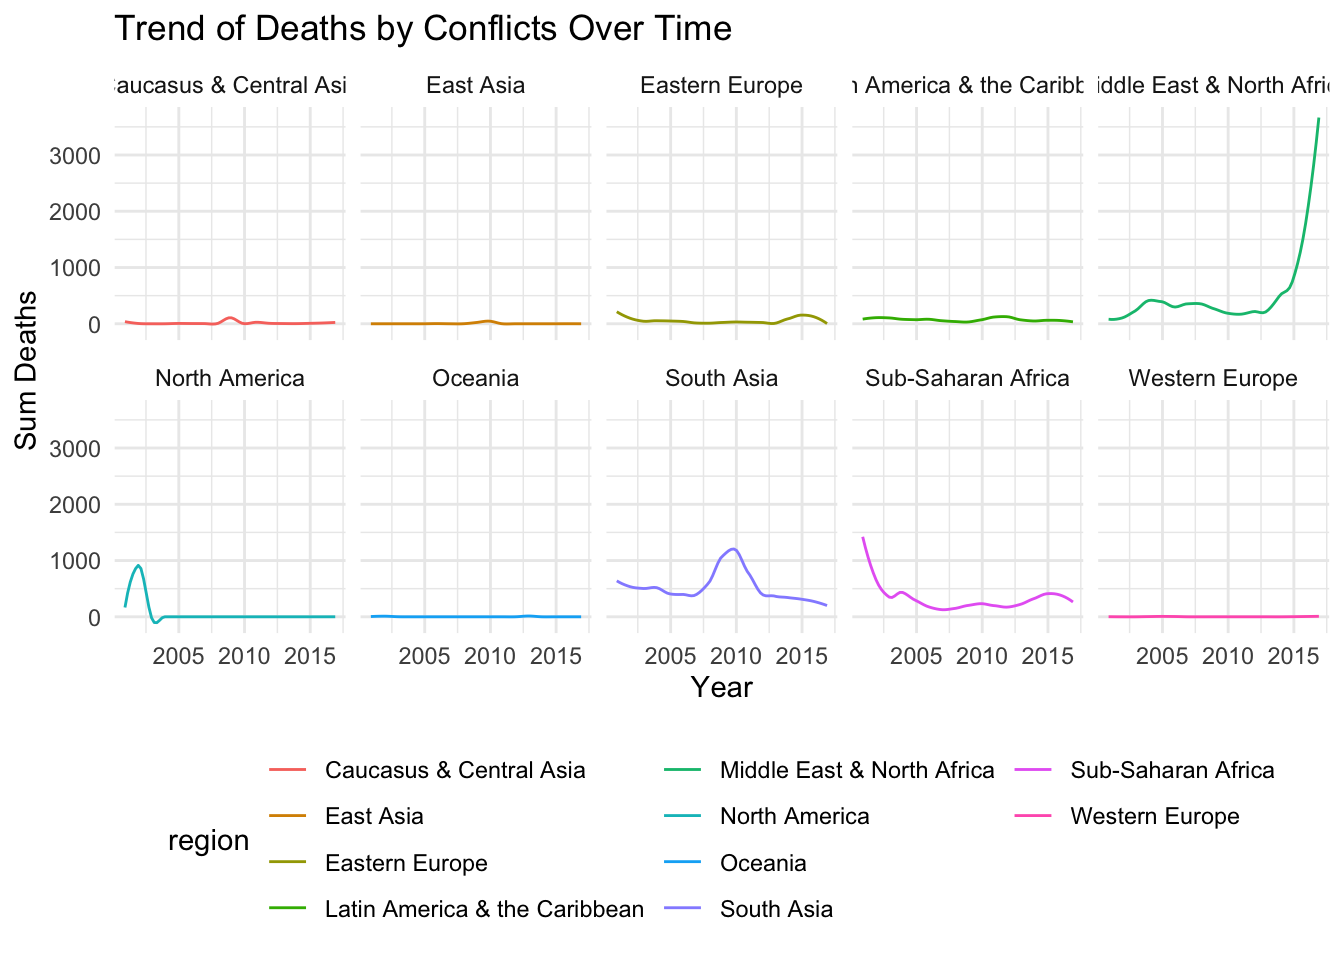 Trend of Deaths by Conflicts Over Time
Caucasus & Central Asi
East Asia
Eastern Europe
n America & the Caribb
iddle East & North Afric
3000
2000
1000
0
North America
Oceania
South Asia
Sub-Saharan Africa
Western Europe
3000
2000
1000
0
Sum Deaths
2005 2010 2015
2005 2010 2015
2005 2010 2015
2005 2010 2015
2005 2010 2015
Year
region
Caucasus & Central Asia
East Asia
Eastern Europe
Latin America & the Caribbean
Middle East & North Africa
North America
Oceania
South Asia
Sub-Saharan Africa
Western Europe